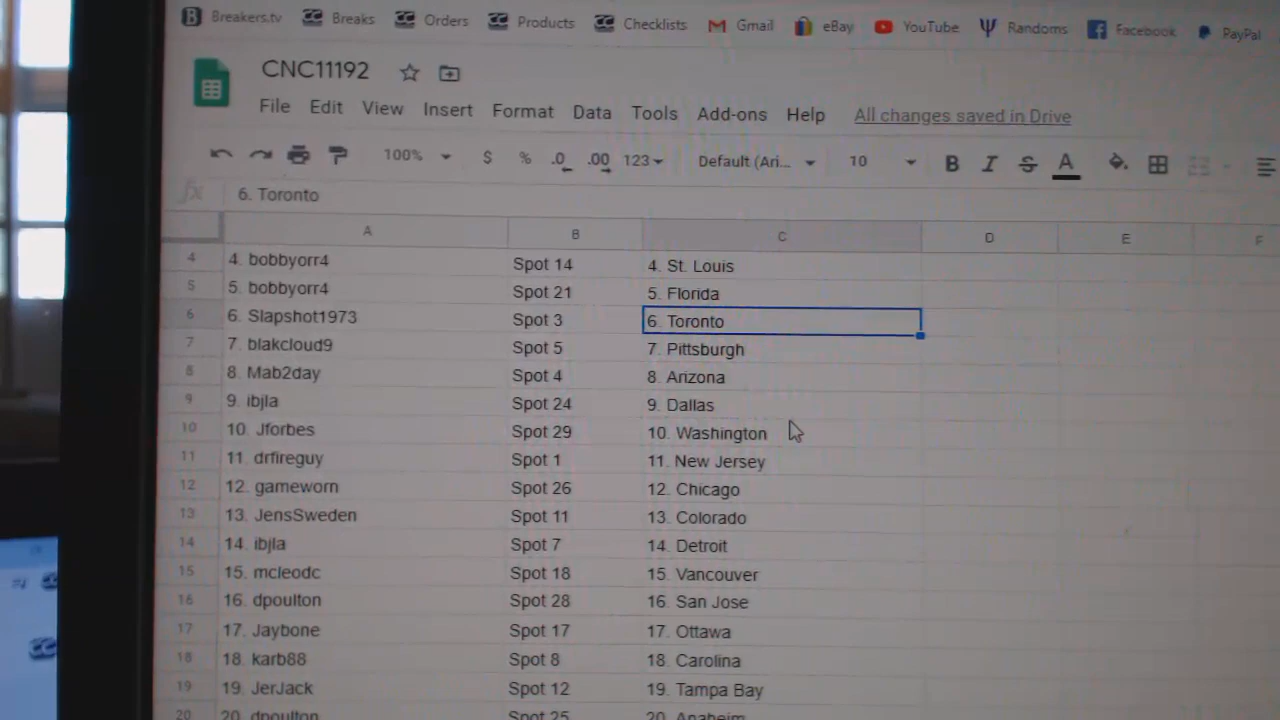 Breakers.tv Breaks Orders Products Checklists Gmail eBay YouTube Randoms Facebook PayPal
CNC11192
File Edit View Insert Format Data Tools Add-ons Help All changes saved in Drive
100% $ % .0 .00 123 Default (Ari... 10 B I S A
fx 6. Toronto
A B C D E F
4 4. bobbyorr4 Spot 14 4. St. Louis
5 5. bobbyorr4 Spot 21 5. Florida
6 6. Slapshot1973 Spot 3 6. Toronto
7 7. blakcloud9 Spot 5 7. Pittsburgh
8 8. Mab2day Spot 4 8. Arizona
9 9. ibjla Spot 24 9. Dallas
10 10. Jforbes Spot 29 10. Washington
11 11. drfireguy Spot 1 11. New Jersey
12 12. gameworn Spot 26 12. Chicago
13 13. JensSweden Spot 11 13. Colorado
14 14. ibjla Spot 7 14. Detroit
15 15. mcleodc Spot 18 15. Vancouver
16 16. dpoulton Spot 28 16. San Jose
17 17. Jaybone Spot 17 17. Ottawa
18 18. karb88 Spot 8 18. Carolina
19 19. JerJack Spot 12 19. Tampa Bay
20 20. dpoulton Spot 25 20. Anaheim